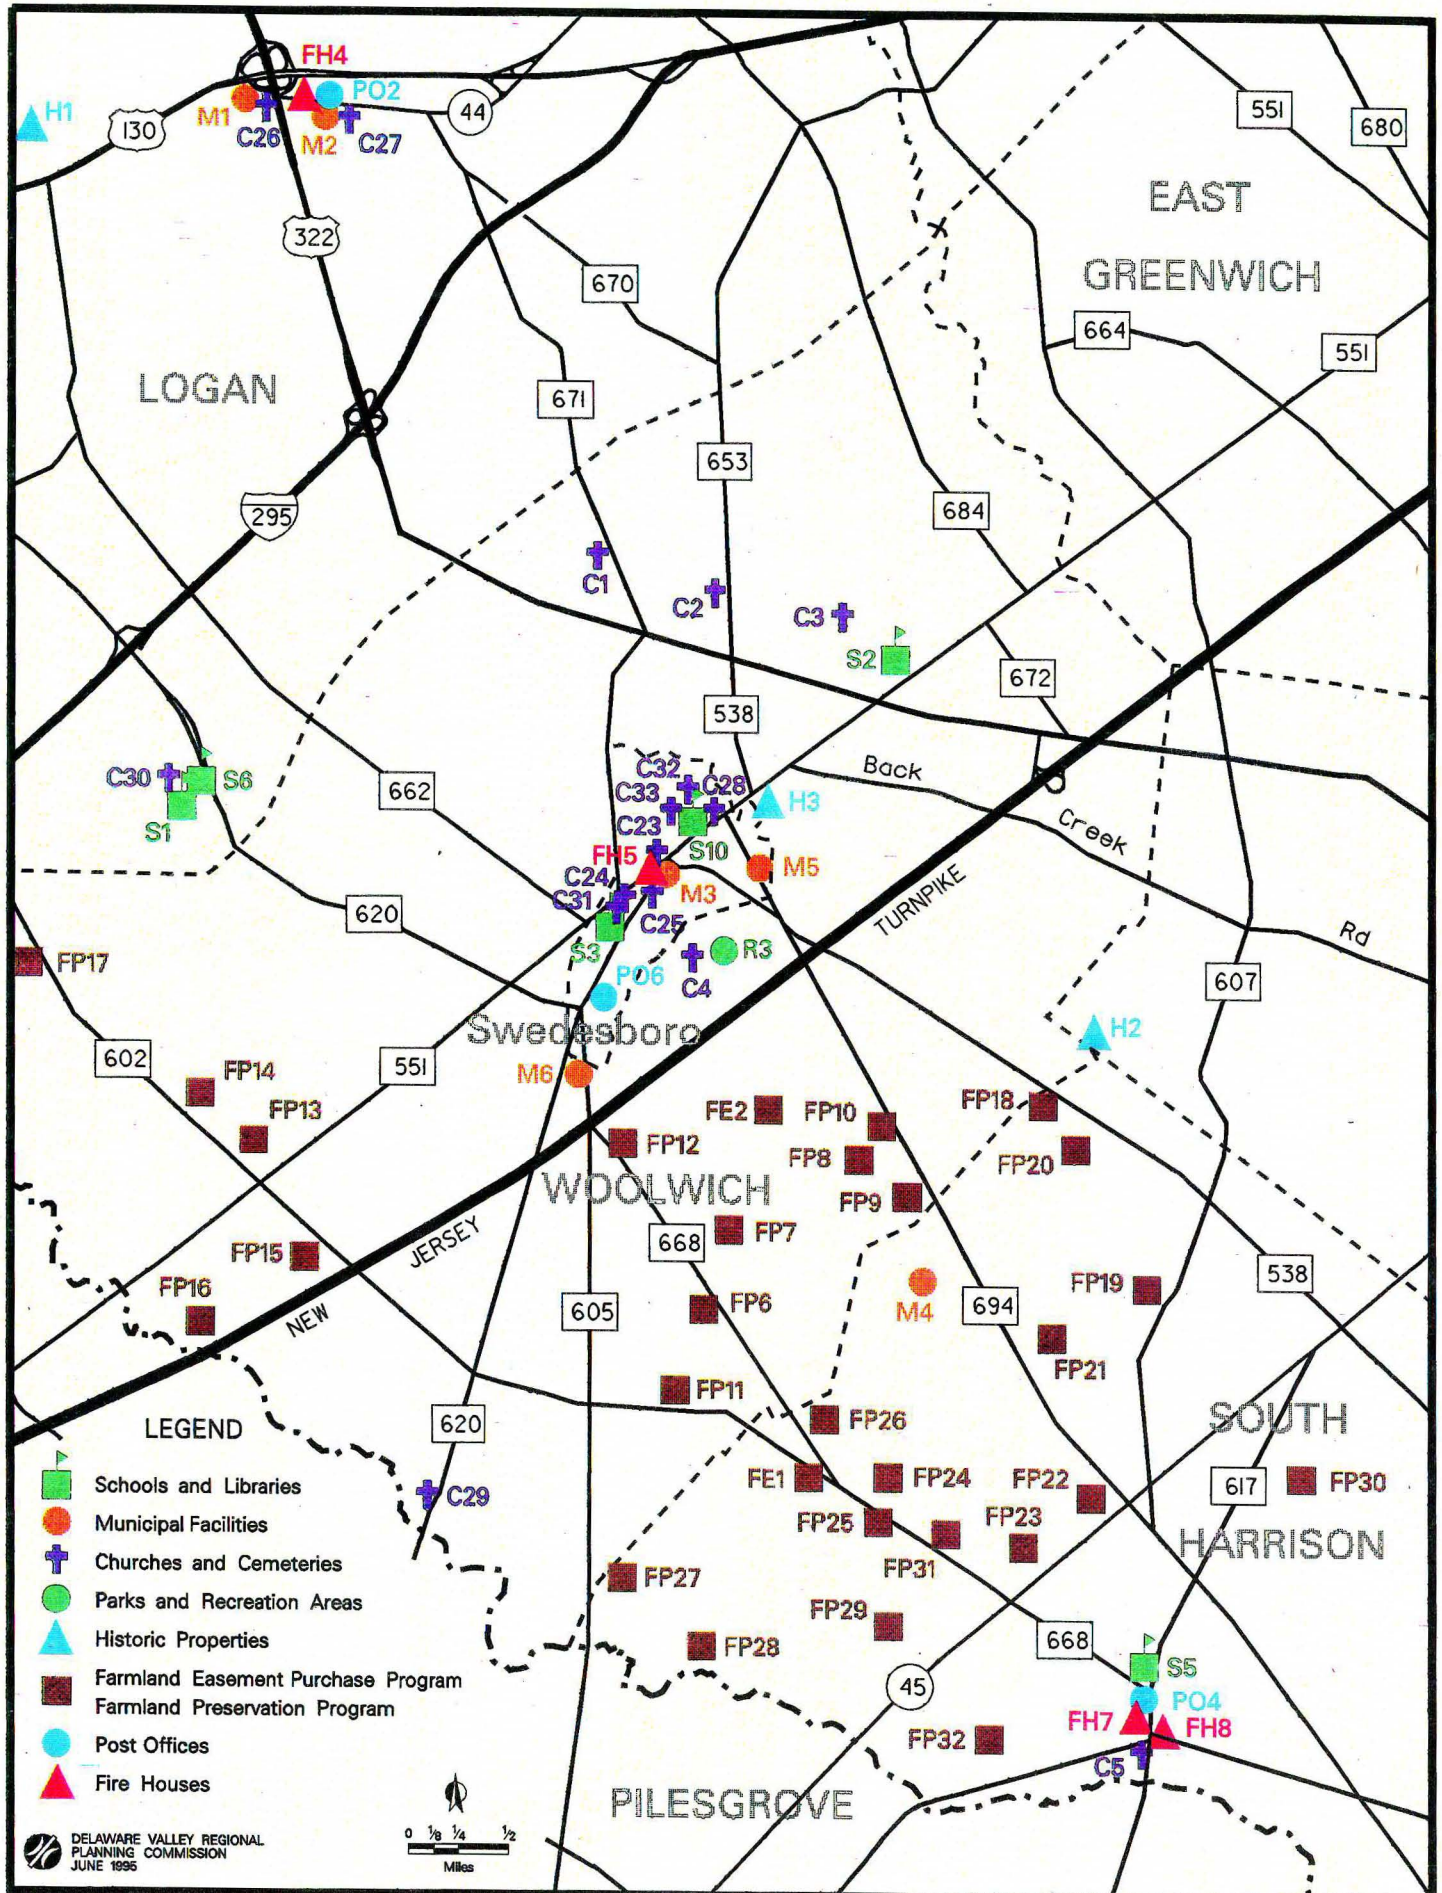 FH4
PO2
H1
130
M1
C26
M2
C27
44
551
680
EAST
322
670
GREENWICH
664
551
LOGAN
671
653
295
684
C1
C2
C3
S2
672
538
C30
S6
S1
662
C32
C28
C33
H3
C23
S10
Back
Creek
Rd
FH5
C24
M3
M5
C31
C25
S3
R3
C4
PO6
TURNPIKE
620
FP17
607
Swedesboro
H2
602
551
M6
FP14
FP13
FE2
FP10
FP18
FP12
FP8
FP20
WOOLWICH
FP9
FP7
668
JERSEY
NEW
FP15
FP16
FP6
605
M4
694
FP19
538
FP21
FP11
620
FP26
SOUTH
LEGEND
Schools and Libraries
Municipal Facilities
Churches and Cemeteries
Parks and Recreation Areas
Historic Properties
Farmland Easement Purchase Program
Farmland Preservation Program
Post Offices
Fire Houses
C29
FE1
FP24
FP22
617
FP30
FP25
FP31
FP23
HARRISON
FP27
FP29
FP28
668
S5
45
PO4
FH7
FH8
FP32
C5
PILESGROVE
DELAWARE VALLEY REGIONAL
PLANNING COMMISSION
JUNE 1995
0 1/8 1/4 1/2
Miles